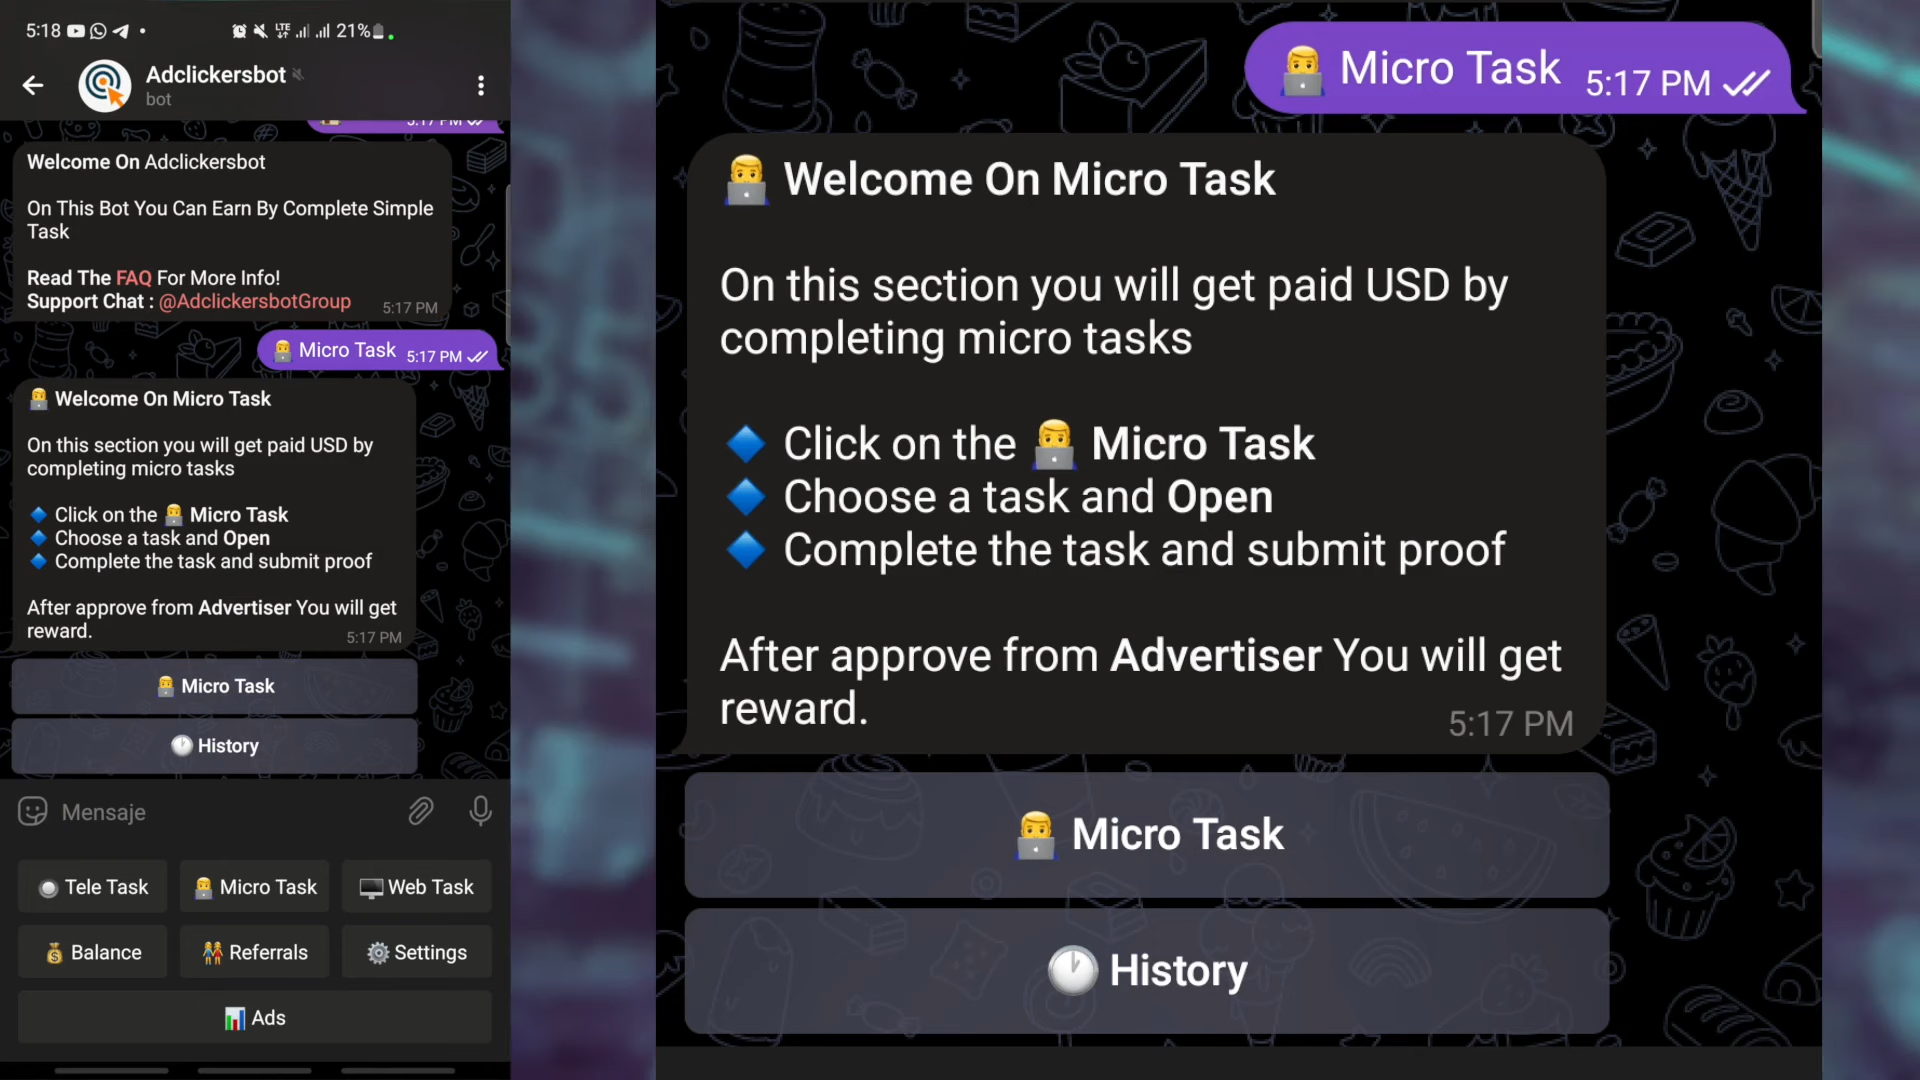 5:18
LTE
21%
Adclickersbot
bot
5:17 PM
Welcome On Adclickersbot
On This Bot You Can Earn By Complete Simple
Task
Read The FAQ For More Info!
Support Chat : @AdclickersbotGroup
5:17 PM
Micro Task 5:17 PM
Welcome On Micro Task
On this section you will get paid USD by
completing micro tasks
Click on the Micro Task
Choose a task and Open
Complete the task and submit proof
After approve from Advertiser You will get
reward.
5:17 PM
Micro Task
History
Mensaje
Tele Task
Micro Task
Web Task
Balance
Referrals
Settings
Ads
Micro Task 5:17 PM
Welcome On Micro Task
On this section you will get paid USD by
completing micro tasks
Click on the Micro Task
Choose a task and Open
Complete the task and submit proof
After approve from Advertiser You will get
reward.
5:17 PM
Micro Task
History